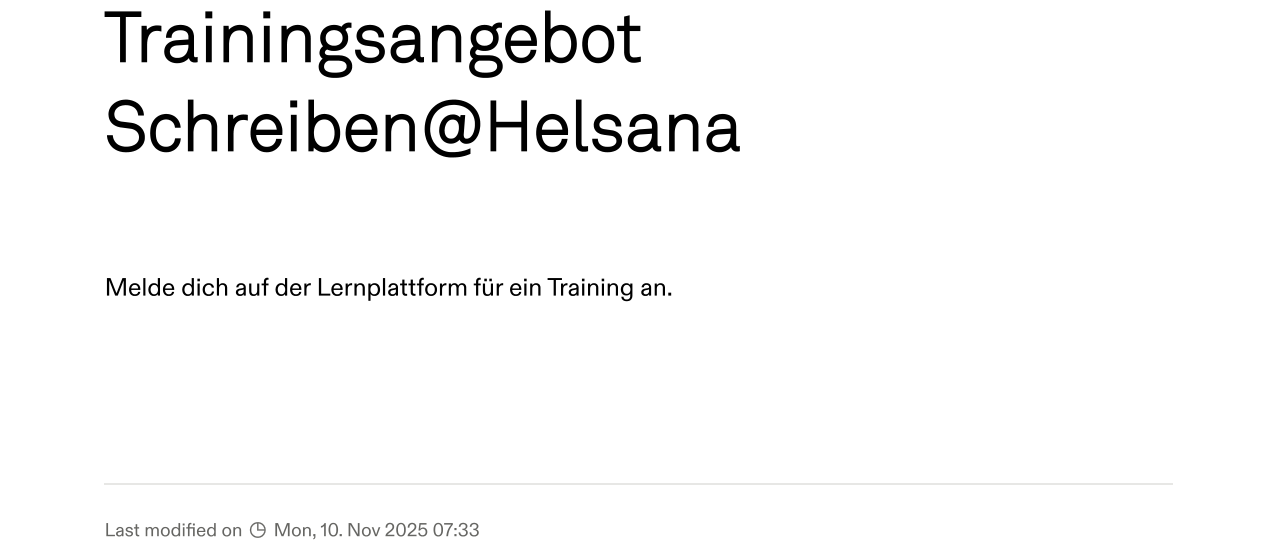 Trainingsangebot
Schreiben@Helsana
Melde dich auf der Lernplattform für ein Training an.
Last modified on Mon, 10. Nov 2025 07:33